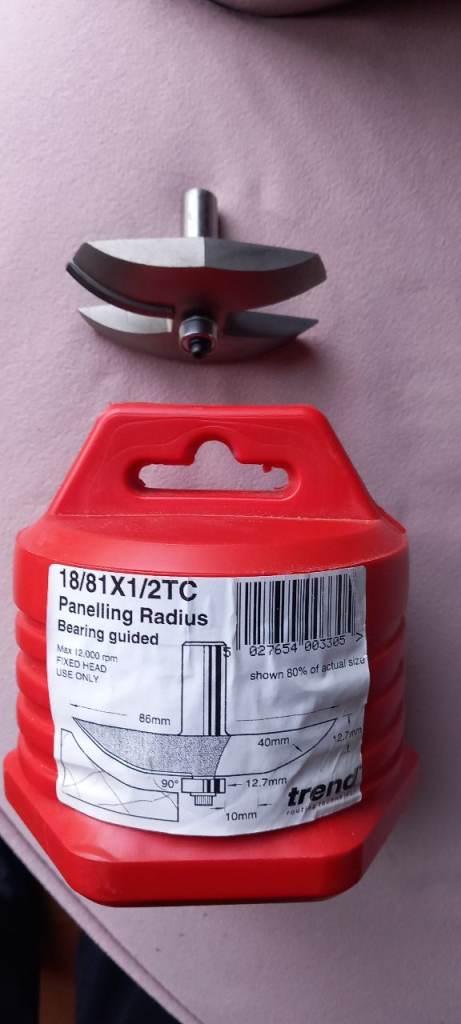 18/81X1/2TC
Panelling Radius
Bearing guided
Max 12,000 rpm
FIXED HEAD
USE ONLY
5 027654 003305 >
shown 80% of actual size
86mm
40mm
12.7mm
90°
12.7mm
10mm
trend